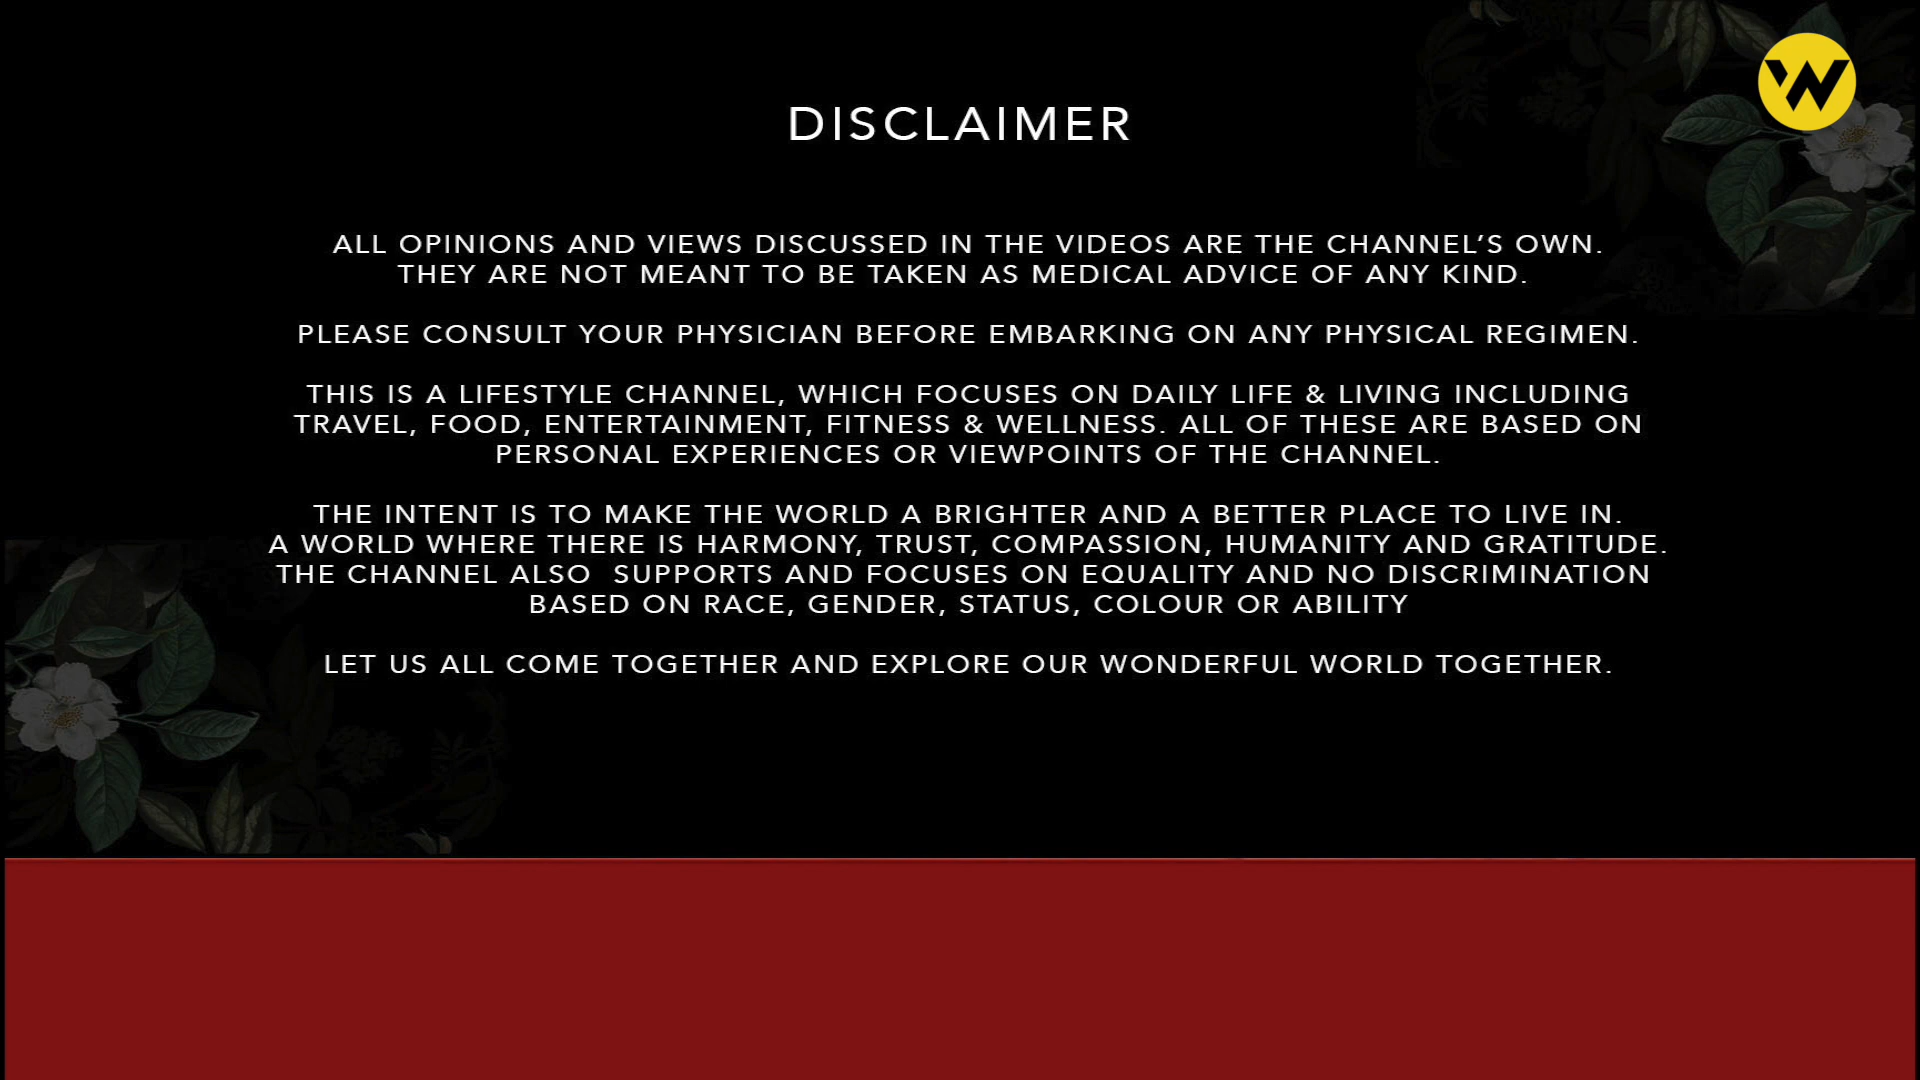 W
DISCLAIMER
ALL OPINIONS AND VIEWS DISCUSSED IN THE VIDEOS ARE THE CHANNEL’S OWN.
THEY ARE NOT MEANT TO BE TAKEN AS MEDICAL ADVICE OF ANY KIND.
PLEASE CONSULT YOUR PHYSICIAN BEFORE EMBARKING ON ANY PHYSICAL REGIMEN.
THIS IS A LIFESTYLE CHANNEL, WHICH FOCUSES ON DAILY LIFE & LIVING INCLUDING
TRAVEL, FOOD, ENTERTAINMENT, FITNESS & WELLNESS. ALL OF THESE ARE BASED ON
PERSONAL EXPERIENCES OR VIEWPOINTS OF THE CHANNEL.
THE INTENT IS TO MAKE THE WORLD A BRIGHTER AND A BETTER PLACE TO LIVE IN.
A WORLD WHERE THERE IS HARMONY, TRUST, COMPASSION, HUMANITY AND GRATITUDE.
THE CHANNEL ALSO  SUPPORTS AND FOCUSES ON EQUALITY AND NO DISCRIMINATION
BASED ON RACE, GENDER, STATUS, COLOUR OR ABILITY
LET US ALL COME TOGETHER AND EXPLORE OUR WONDERFUL WORLD TOGETHER.